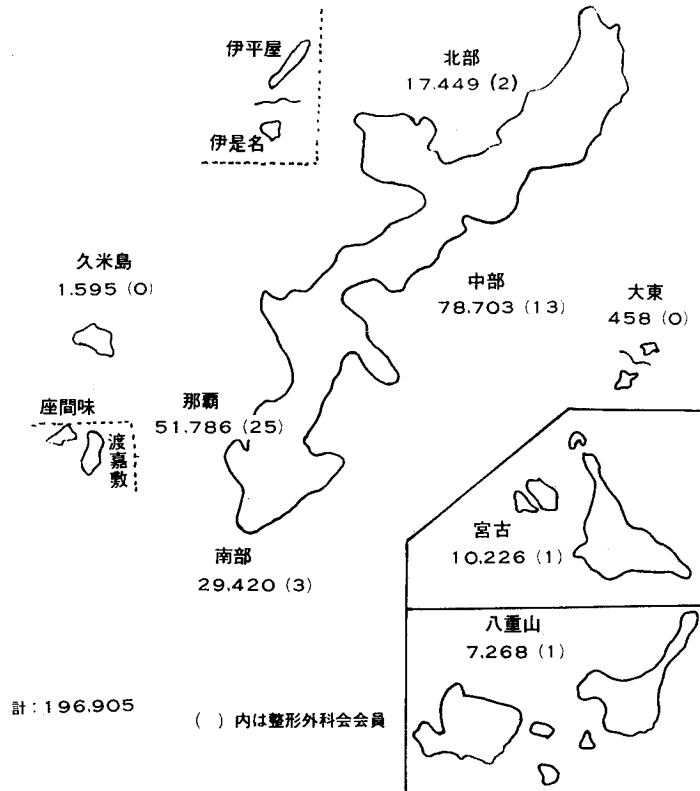 伊平屋
伊是名
北部
17.449 (2)
久米島
1.595 (0)
中部
78.703 (13)
大東
458 (0)
座間味
渡嘉敷
那覇
51.786 (25)
南部
29.420 (3)
宮古
10.226 (1)
八重山
7.268 (1)
計：196.905
( ) 内は整形外科会会員